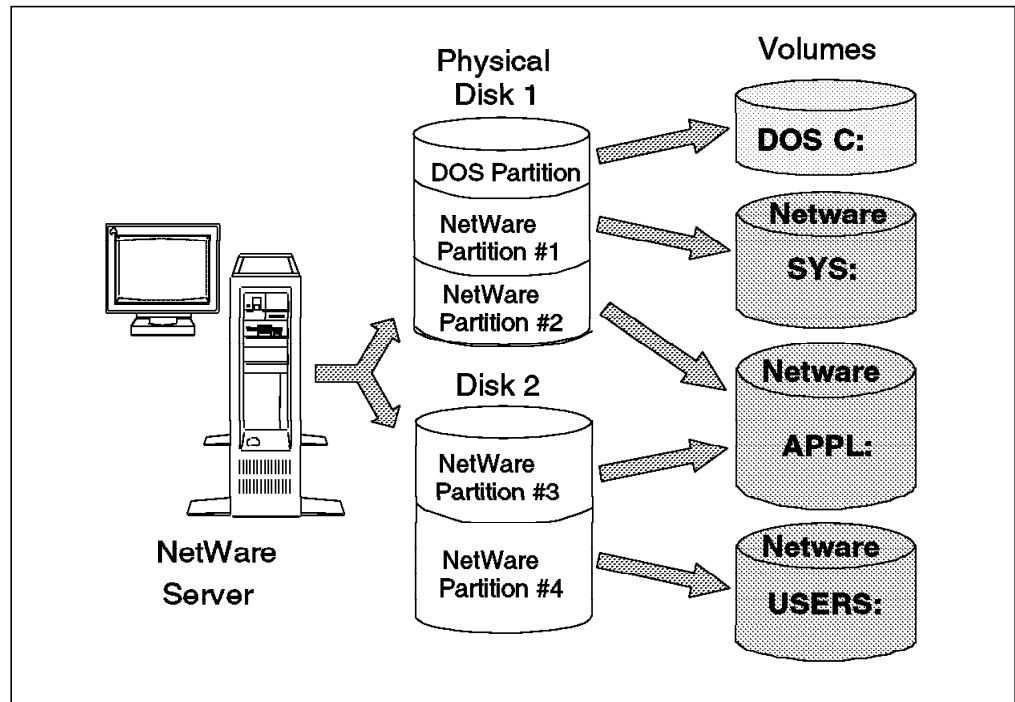 Physical
Disk 1
Volumes
DOS Partition
NetWare
Partition #1
NetWare
Partition #2
DOS C:
Netware
SYS:
Disk 2
NetWare
Partition #3
NetWare
Partition #4
Netware
APPL:
Netware
USERS:
NetWare
Server